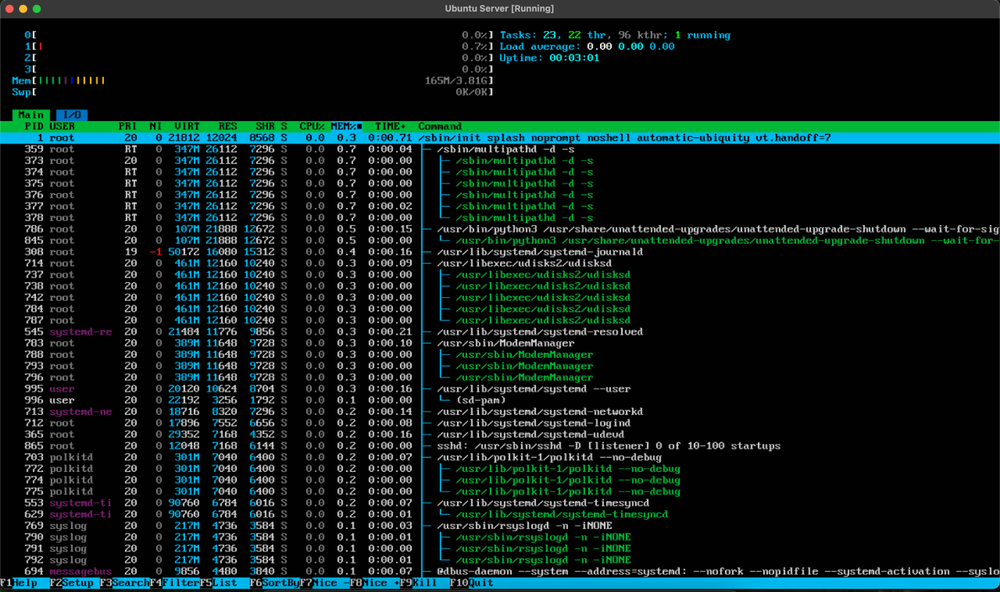 Ubuntu Server [Running]
0[ 0.0%] Tasks: 23, 22 thr, 96 kthr; 1 running
1[| 0.7%] Load average: 0.00 0.00 0.00
2[ 0.0%] Uptime: 00:03:01
3[ 0.0%]
Mem[||||||||||| 165M/3.81G]
Swp[ 0K/0K]
Main I/O
PID USER PRI NI VIRT RES SHR S CPU% MEM% TIME+ Command
1 root 20 0 21812 12024 8568 S 0.0 0.3 0:00.71 /sbin/init splash noprompt noshell automatic-ubiquity vt.handoff=7
359 root RT 0 347M 26112 7296 S 0.0 0.7 0:00.04 ├─ /sbin/multipathd -d -s
373 root 20 0 347M 26112 7296 S 0.0 0.7 0:00.00 │ ├─ /sbin/multipathd -d -s
374 root RT 0 347M 26112 7296 S 0.0 0.7 0:00.00 │ ├─ /sbin/multipathd -d -s
375 root RT 0 347M 26112 7296 S 0.0 0.7 0:00.00 │ ├─ /sbin/multipathd -d -s
376 root RT 0 347M 26112 7296 S 0.0 0.7 0:00.00 │ ├─ /sbin/multipathd -d -s
377 root RT 0 347M 26112 7296 S 0.0 0.7 0:00.02 │ ├─ /sbin/multipathd -d -s
378 root RT 0 347M 26112 7296 S 0.0 0.7 0:00.00 │ └─ /sbin/multipathd -d -s
786 root 20 0 107M 21888 12672 S 0.0 0.5 0:00.15 ├─ /usr/bin/python3 /usr/share/unattended-upgrades/unattended-upgrade-shutdown --wait-for-sig
845 root 20 0 107M 21888 12672 S 0.0 0.5 0:00.00 │ └─ /usr/bin/python3 /usr/share/unattended-upgrades/unattended-upgrade-shutdown --wait-for-
308 root 19 -1 50172 16080 15312 S 0.0 0.4 0:00.16 ├─ /usr/lib/systemd/systemd-journald
714 root 20 0 461M 12160 10240 S 0.0 0.3 0:00.09 ├─ /usr/libexec/udisks2/udisksd
737 root 20 0 461M 12160 10240 S 0.0 0.3 0:00.00 │ ├─ /usr/libexec/udisks2/udisksd
738 root 20 0 461M 12160 10240 S 0.0 0.3 0:00.00 │ ├─ /usr/libexec/udisks2/udisksd
742 root 20 0 461M 12160 10240 S 0.0 0.3 0:00.00 │ ├─ /usr/libexec/udisks2/udisksd
784 root 20 0 461M 12160 10240 S 0.0 0.3 0:00.00 │ ├─ /usr/libexec/udisks2/udisksd
787 root 20 0 461M 12160 10240 S 0.0 0.3 0:00.00 │ └─ /usr/libexec/udisks2/udisksd
545 systemd-re 20 0 21484 11776 9856 S 0.0 0.3 0:00.21 ├─ /usr/lib/systemd/systemd-resolved
783 root 20 0 389M 11648 9728 S 0.0 0.3 0:00.10 ├─ /usr/sbin/ModemManager
788 root 20 0 389M 11648 9728 S 0.0 0.3 0:00.00 │ ├─ /usr/sbin/ModemManager
793 root 20 0 389M 11648 9728 S 0.0 0.3 0:00.00 │ ├─ /usr/sbin/ModemManager
796 root 20 0 389M 11648 9728 S 0.0 0.3 0:00.00 │ └─ /usr/sbin/ModemManager
995 user 20 0 20120 10624 8704 S 0.0 0.3 0:00.16 ├─ /usr/lib/systemd/systemd --user
996 user 20 0 22192 3256 1792 S 0.0 0.1 0:00.00 │ └─ (sd-pam)
713 systemd-ne 20 0 18716 8320 7296 S 0.0 0.2 0:00.14 ├─ /usr/lib/systemd/systemd-networkd
712 root 20 0 17896 7552 6656 S 0.0 0.2 0:00.08 ├─ /usr/lib/systemd/systemd-logind
365 root 20 0 29352 7168 4352 S 0.0 0.2 0:00.16 ├─ /usr/lib/systemd/systemd-udevd
865 root 20 0 12048 7168 6144 S 0.0 0.2 0:00.00 ├─ sshd: /usr/sbin/sshd -D [listener] 0 of 10-100 startups
703 polkitd 20 0 301M 7040 6400 S 0.0 0.2 0:00.07 ├─ /usr/lib/polkit-1/polkitd --no-debug
772 polkitd 20 0 301M 7040 6400 S 0.0 0.2 0:00.00 │ ├─ /usr/lib/polkit-1/polkitd --no-debug
774 polkitd 20 0 301M 7040 6400 S 0.0 0.2 0:00.00 │ ├─ /usr/lib/polkit-1/polkitd --no-debug
775 polkitd 20 0 301M 7040 6400 S 0.0 0.2 0:00.00 │ └─ /usr/lib/polkit-1/polkitd --no-debug
553 systemd-ti 20 0 90760 6784 6016 S 0.0 0.2 0:00.07 ├─ /usr/lib/systemd/systemd-timesyncd
629 systemd-ti 20 0 90760 6784 6016 S 0.0 0.2 0:00.01 │ └─ /usr/lib/systemd/systemd-timesyncd
769 syslog 20 0 217M 4736 3584 S 0.0 0.1 0:00.03 ├─ /usr/sbin/rsyslogd -n -iNONE
790 syslog 20 0 217M 4736 3584 S 0.0 0.1 0:00.01 │ ├─ /usr/sbin/rsyslogd -n -iNONE
791 syslog 20 0 217M 4736 3584 S 0.0 0.1 0:00.00 │ ├─ /usr/sbin/rsyslogd -n -iNONE
792 syslog 20 0 217M 4736 3584 S 0.0 0.1 0:00.01 │ └─ /usr/sbin/rsyslogd -n -iNONE
694 messagebus 20 0 9856 4480 3840 S 0.0 0.1 0:00.07 ├─ @dbus-daemon --system --address=systemd: --nofork --nopidfile --systemd-activation --syslo
F1Help F2Setup F3SearchF4FilterF5List F6SortByF7Nice -F8Nice +F9Kill F10Quit